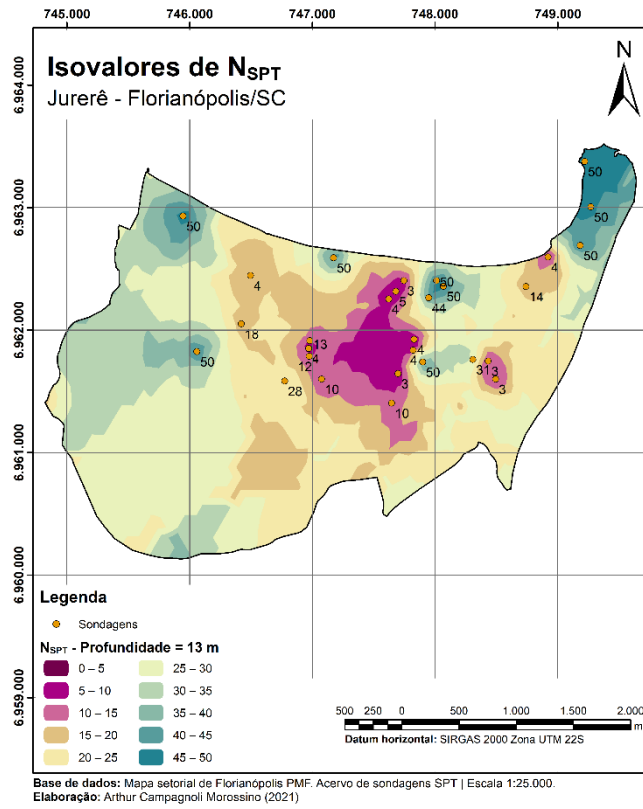 745.000 746.000 747.000 748.000 749.000
Isovalores de NSPT
Jurerê - Florianópolis/SC
N
6.964.000
6.963.000
6.962.000
6.961.000
6.960.000
6.959.000
50
50
50
50
4
50
3
5
4
50
50
44
14
4
18
13
4
12
50
4
4
50
3
313
3
28
10
10
Legenda
Sondagens
NSPT - Profundidade = 13 m
0 – 5 25 – 30
5 – 10 30 – 35
10 – 15 35 – 40
15 – 20 40 – 45
20 – 25 45 – 50
500 250 0 500 1.000 1.500 2.000
m
Datum horizontal: SIRGAS 2000 Zona UTM 22S
Base de dados: Mapa setorial de Florianópolis PMF. Acervo de sondagens SPT | Escala 1:25.000.
Elaboração: Arthur Campagnoli Morossino (2021)